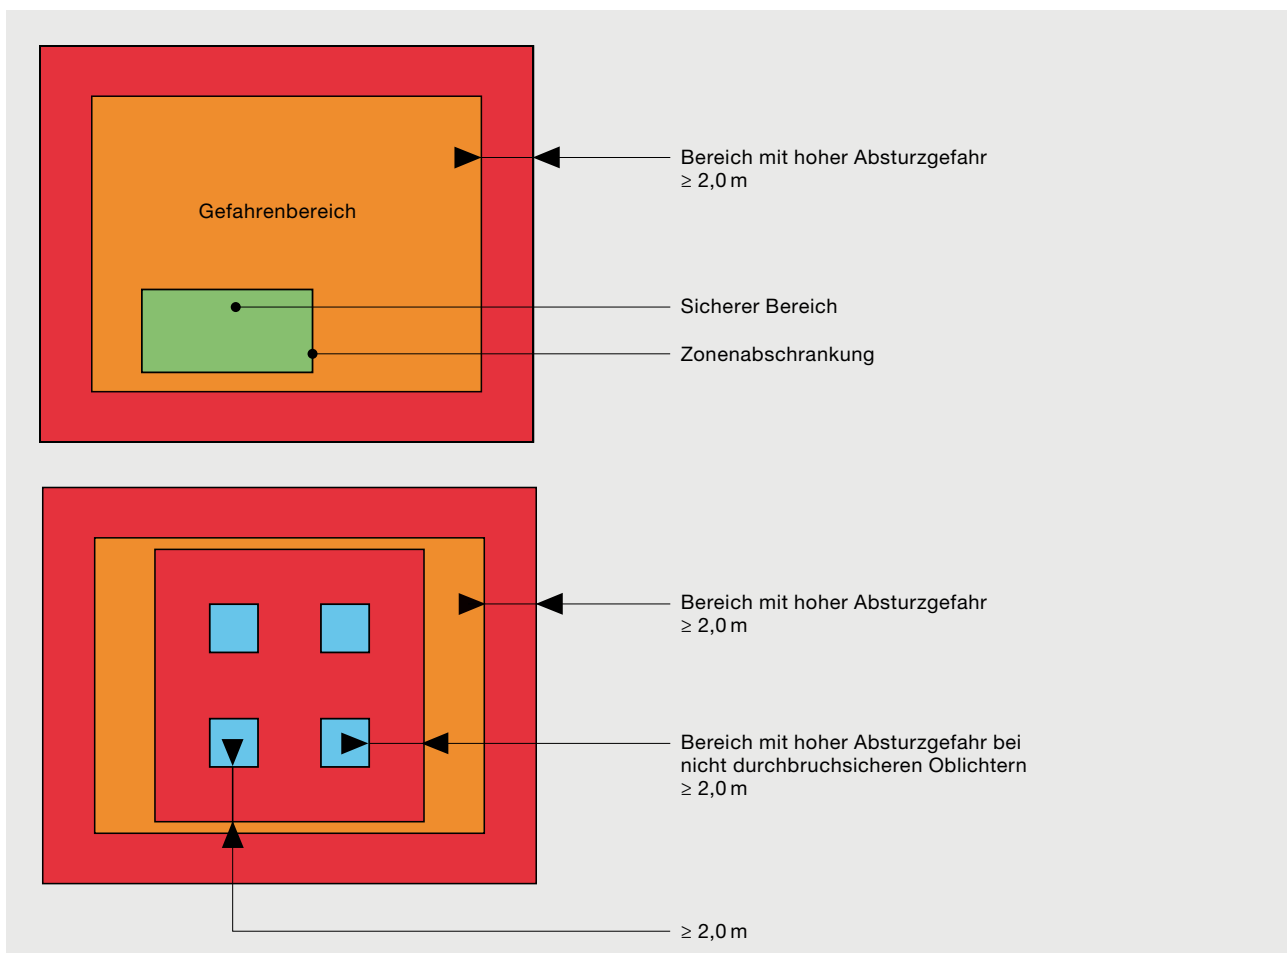 Bereich mit hoher Absturzgefahr
≥ 2,0 m
Gefahrenbereich
Sicherer Bereich
Zonenabschrankung
Bereich mit hoher Absturzgefahr
≥ 2,0 m
Bereich mit hoher Absturzgefahr bei
nicht durchbruchsicheren Oblichtern
≥ 2,0 m
≥ 2,0 m